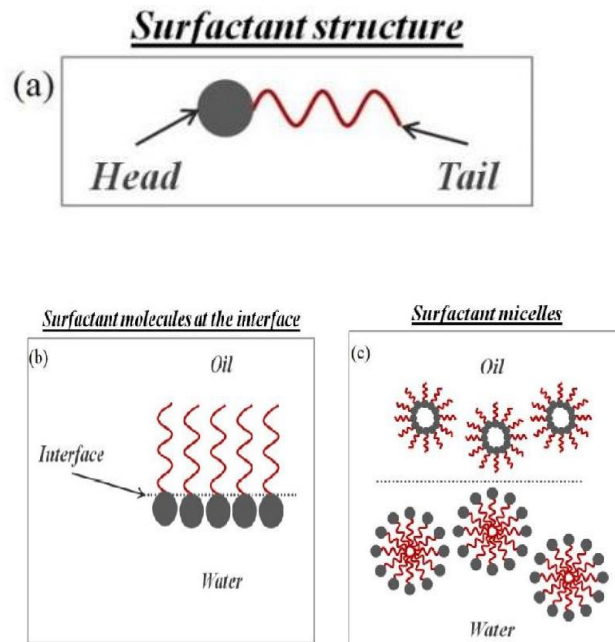 Surfactant structure
(a)
Head
Tail
Surfactant molecules at the interface
(b)
Oil
Interface
Water
Surfactant micelles
(c)
Oil
Water